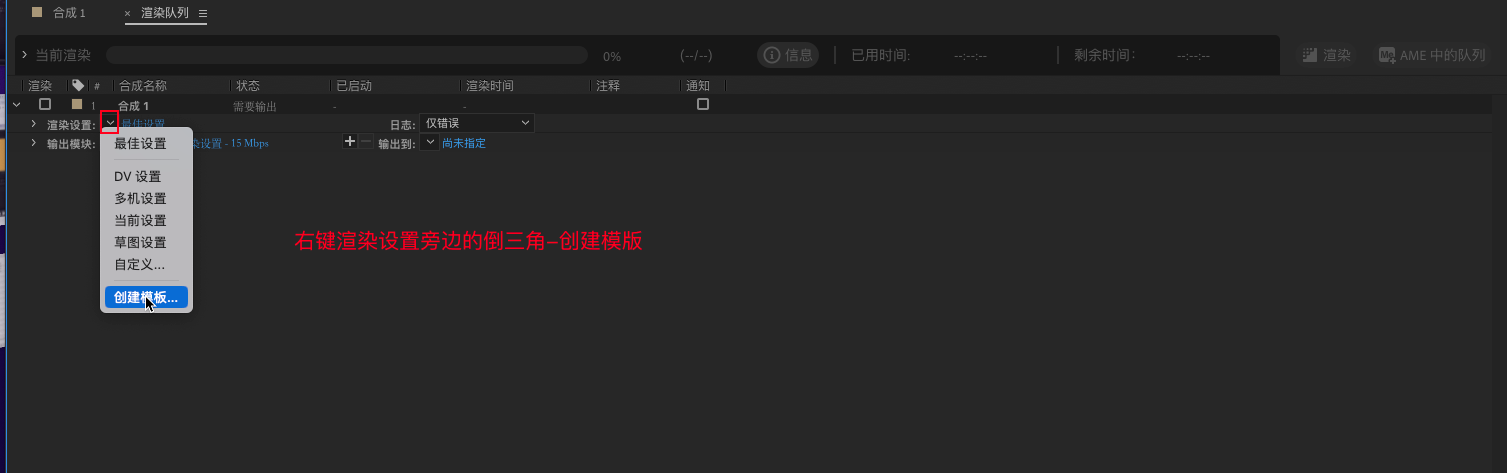 合成 1
× 渲染队列
当前渲染 0% (--/--) 信息 已用时间: --:--:-- 剩余时间: --:--:-- 渲染 AME 中的队列
渲染 # 合成名称 状态 已启动 渲染时间 注释 通知
1 合成 1 需要输出 - -
渲染设置: 最佳设置 日志: 仅错误
输出模块: 染设置 - 15 Mbps 输出到: 尚未指定
最佳设置
DV 设置
多机设置
当前设置
草图设置
自定义...
创建模板...
右键渲染设置旁边的倒三角–创建模版